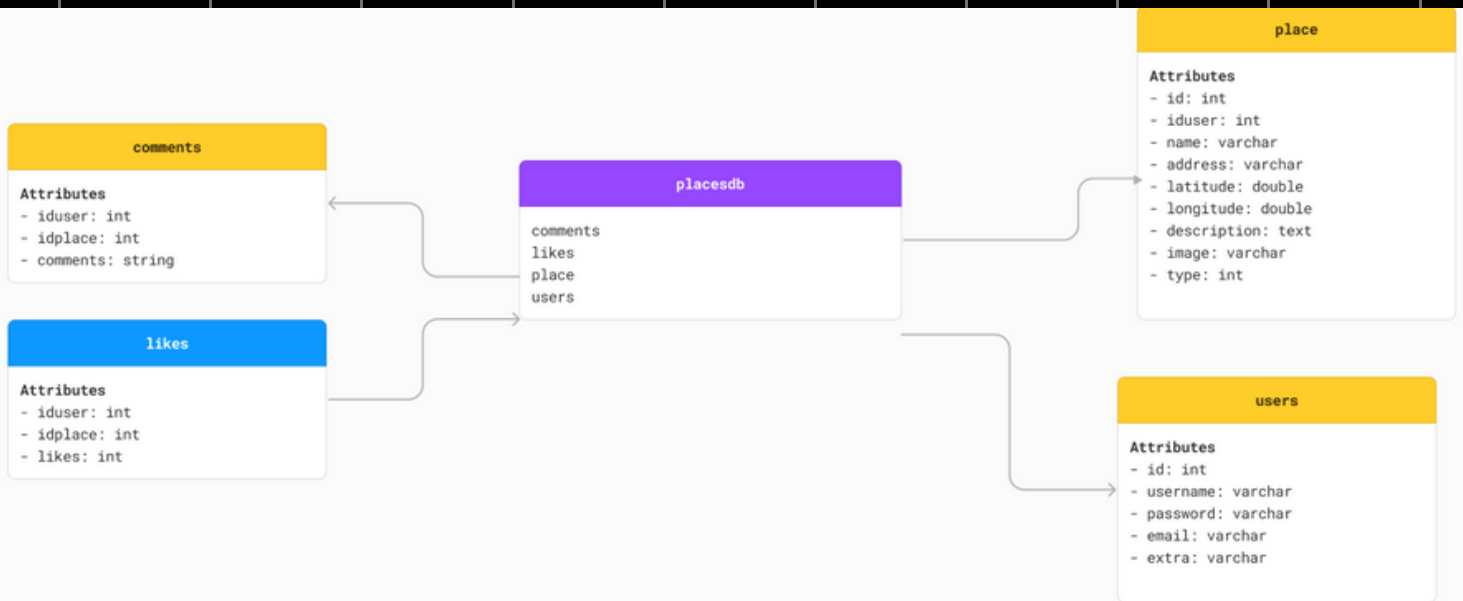 comments
Attributes
- iduser: int
- idplace: int
- comments: string
likes
Attributes
- iduser: int
- idplace: int
- likes: int
placesdb
comments
likes
place
users
place
Attributes
- id: int
- iduser: int
- name: varchar
- address: varchar
- latitude: double
- longitude: double
- description: text
- image: varchar
- type: int
users
Attributes
- id: int
- username: varchar
- password: varchar
- email: varchar
- extra: varchar